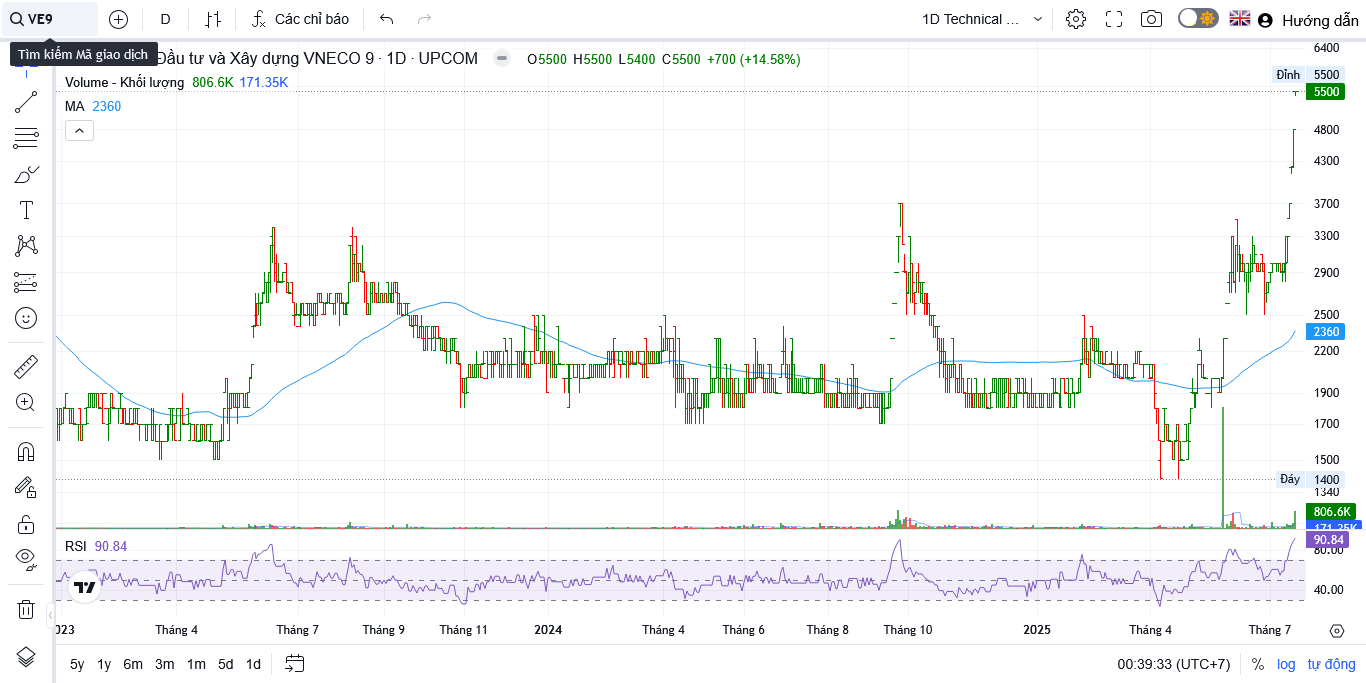 VE9 D Các chỉ báo 1D Technical ... Hướng dẫn
Tìm kiếm Mã giao dịch
Đầu tư và Xây dựng VNECO 9 · 1D · UPCOM O5500 H5500 L5400 C5500 +700 (+14.58%)
Volume - Khối lượng 806.6K 171.35K
MA 2360
6400
Đỉnh 5500
5500
4800
4300
3700
3300
2900
2500
2360
2200
1900
1700
1500
Đáy 1400
1340
806.6K
171.35K
RSI 90.84
90.84
80.00
40.00
023 Tháng 4 Tháng 7 Tháng 9 Tháng 11 2024 Tháng 4 Tháng 6 Tháng 8 Tháng 10 2025 Tháng 4 Tháng 7
5y 1y 6m 3m 1m 5d 1d 00:39:33 (UTC+7) % log tự động